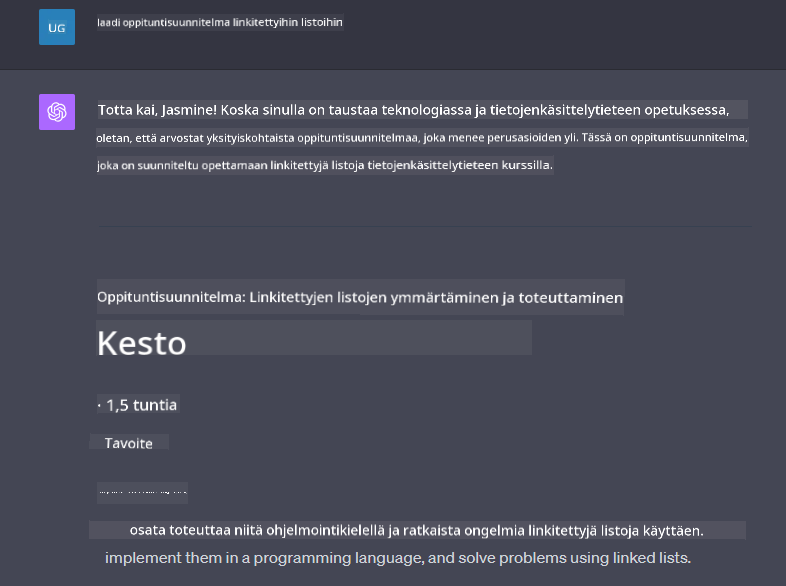 UG
laadi oppituntisuunnitelma linkitettyihin listoihin
Totta kai, Jasmine! Koska sinulla on taustaa teknologiassa ja tietojenkäsittelytieteen opetuksessa,
oletan, että arvostat yksityiskohtaista oppituntisuunnitelmaa, joka menee perusasioiden yli. Tässä on oppituntisuunnitelma,
joka on suunniteltu opettamaan linkitettyjä listoja tietojenkäsittelytieteen kurssilla.
Oppituntisuunnitelma: Linkitettyjen listojen ymmärtäminen ja toteuttaminen
Kesto
· 1,5 tuntia
Tavoite
osata toteuttaa niitä ohjelmointikielellä ja ratkaista ongelmia linkitettyjä listoja käyttäen.
implement them in a programming language, and solve problems using linked lists.